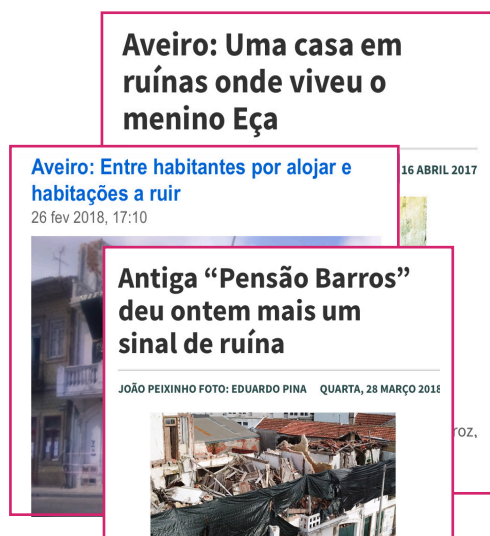 Aveiro: Uma casa em
ruínas onde viveu o
menino Eça
16 ABRIL 2017
Aveiro: Entre habitantes por alojar e
habitações a ruir
26 fev 2018, 17:10
Antiga “Pensão Barros”
deu ontem mais um
sinal de ruína
JOÃO PEIXINHO FOTO: EDUARDO PINA QUARTA, 28 MARÇO 2018
roz,